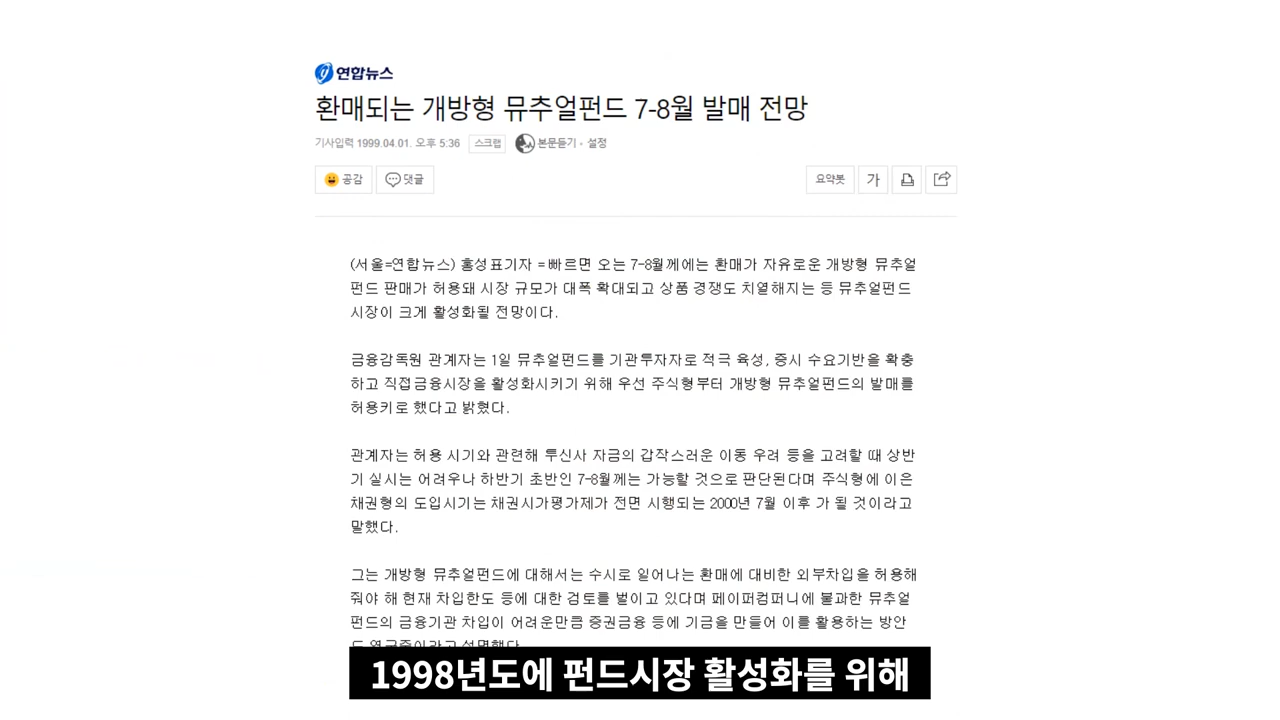 연합뉴스
환매되는 개방형 뮤추얼펀드 7-8월 발매 전망
기사입력 1999.04.01. 오후 5:36 스크랩 본문듣기 · 설정
공감 댓글 요약봇 가
(서울=연합뉴스) 홍성표기자 = 빠르면 오는 7-8월께에는 환매가 자유로운 개방형 뮤추얼
펀드 판매가 허용돼 시장 규모가 대폭 확대되고 상품 경쟁도 치열해지는 등 뮤추얼펀드
시장이 크게 활성화될 전망이다.
금융감독원 관계자는 1일 뮤추얼펀드를 기관투자자로 적극 육성, 증시 수요기반을 확충
하고 직접금융시장을 활성화시키기 위해 우선 주식형부터 개방형 뮤추얼펀드의 발매를
허용키로 했다고 밝혔다.
관계자는 허용 시기와 관련해 투신사 자금의 갑작스러운 이동 우려 등을 고려할 때 상반
기 실시는 어려우나 하반기 초반인 7-8월께는 가능할 것으로 판단된다며 주식형에 이은
채권형의 도입시기는 채권시가평가제가 전면 시행되는 2000년 7월 이후 가 될 것이라고
말했다.
그는 개방형 뮤추얼펀드에 대해서는 수시로 일어나는 환매에 대비한 외부차입을 허용해
줘야 해 현재 차입한도 등에 대한 검토를 벌이고 있다며 페이퍼컴퍼니에 불과한 뮤추얼
펀드의 금융기관 차입이 어려운만큼 증권금융 등에 기금을 만들어 이를 활용하는 방안
도 연구중이라고 설명했다
1998년도에 펀드시장 활성화를 위해